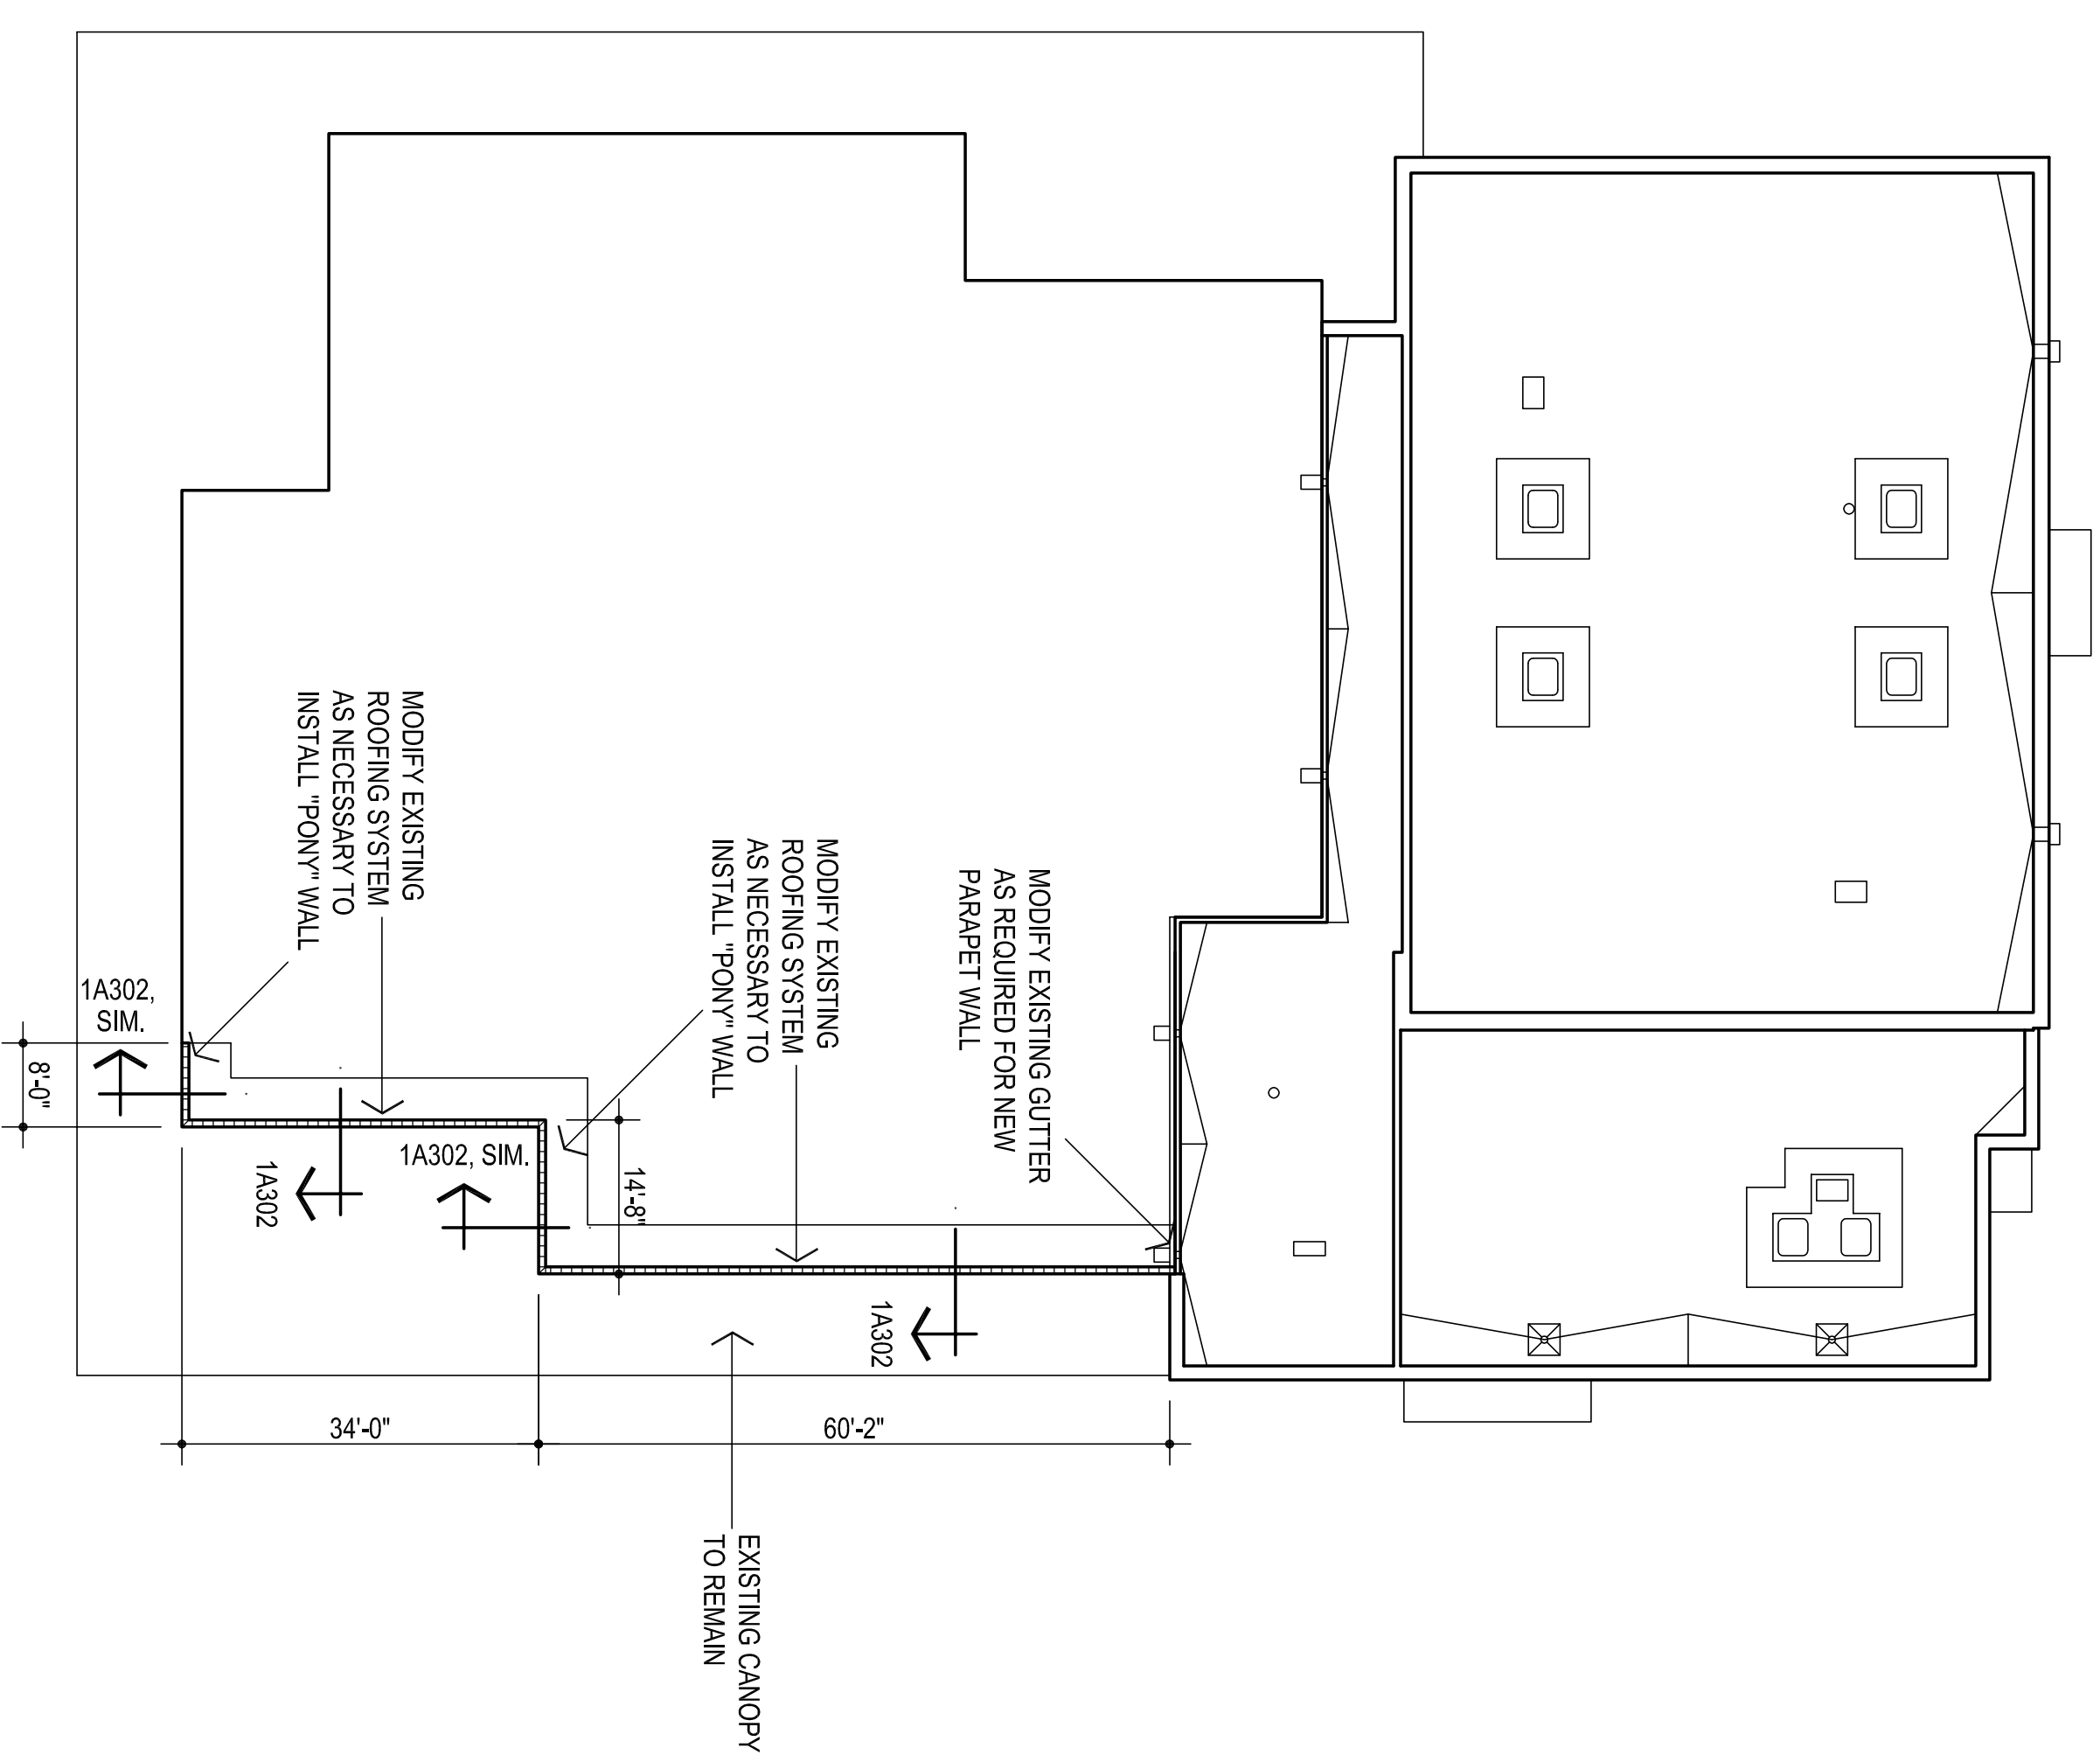 MODIFY EXISTING
ROOFING SYSTEM
AS NECESSARY TO
INSTALL "PONY" WALL
MODIFY EXISTING
ROOFING SYSTEM
AS NECESSARY TO
INSTALL "PONY" WALL
MODIFY EXISTING GUTTER
AS REQUIRED FOR NEW
PARAPET WALL
1A302,
SIM.
8'-0"
1A302
1A302, SIM.
14'-8"
1A302
34'-0"
60'-2"
EXISTING CANOPY
TO REMAIN